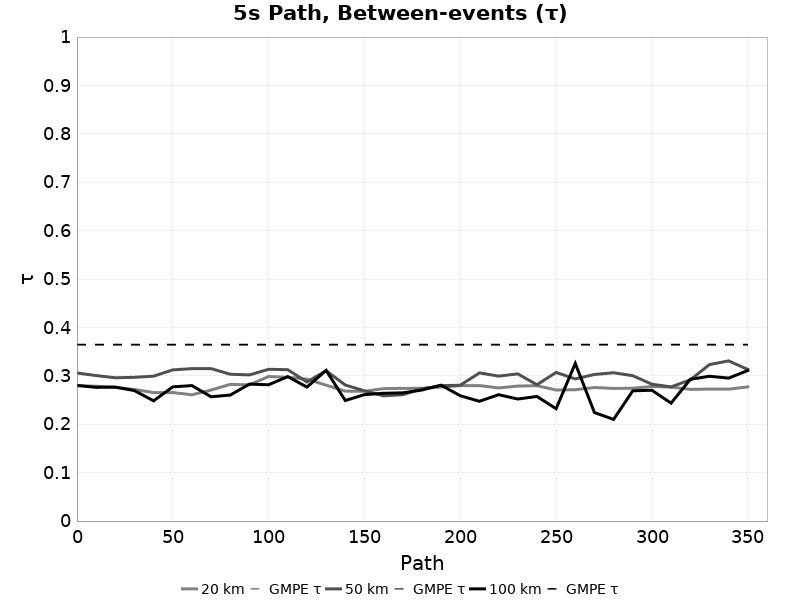 5s Path, Between-events (τ)
1
0.9
0.8
0.7
0.6
0.5
0.4
0.3
0.2
0.1
0
τ
0 50 100 150 200 250 300 350
Path
20 km GMPE τ 50 km GMPE τ 100 km GMPE τ